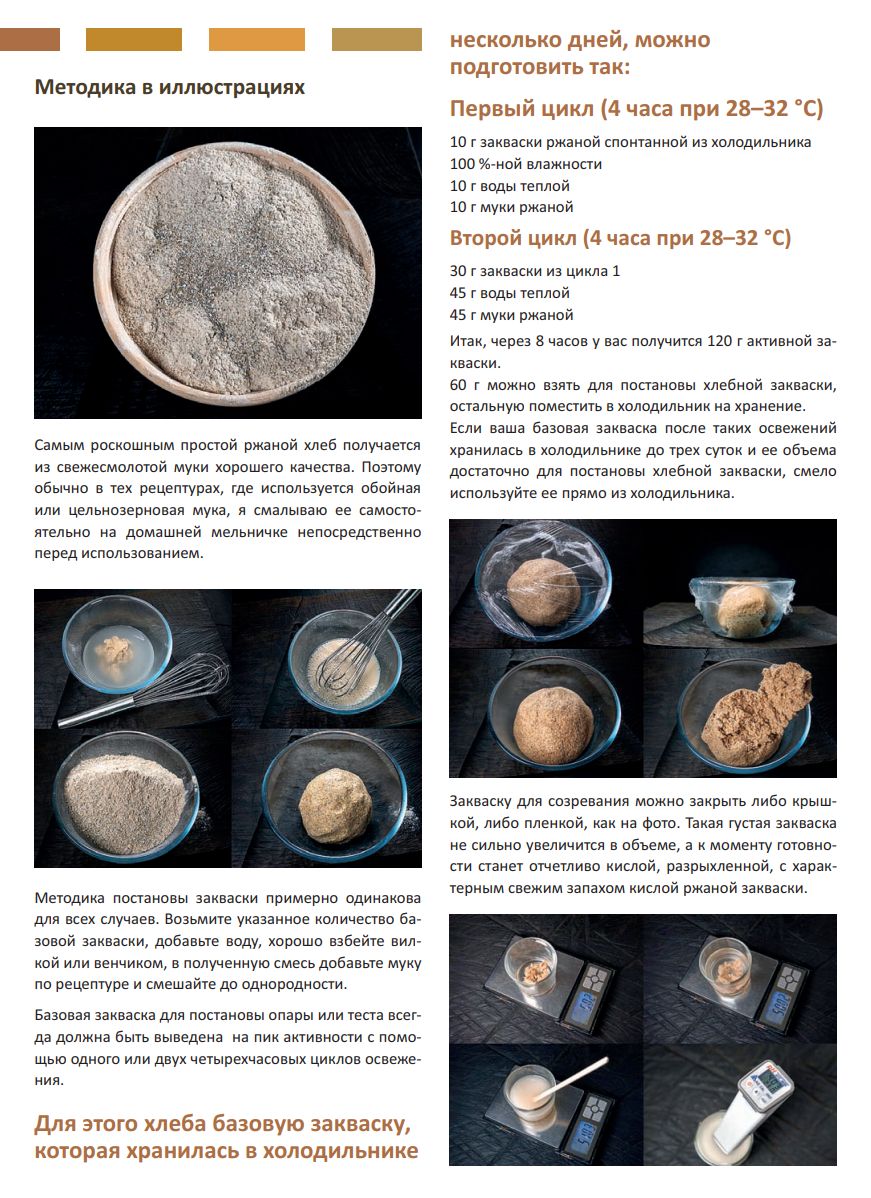 Методика в иллюстрациях
Самым роскошным простой ржаной хлеб получается
из свежесмолотой муки хорошего качества. Поэтому
обычно в тех рецептурах, где используется обойная
или цельнозерновая мука, я смалываю ее самосто-
ятельно на домашней мельничке непосредственно
перед использованием.
Методика постановы закваски примерно одинакова
для всех случаев. Возьмите указанное количество ба-
зовой закваски, добавьте воду, хорошо взбейте вил-
кой или венчиком, в полученную смесь добавьте муку
по рецептуре и смешайте до однородности.
Базовая закваска для постановы опары или теста всег-
да должна быть выведена на пик активности с помо-
щью одного или двух четырехчасовых циклов освеже-
ния.
Для этого хлеба базовую закваску,
которая хранилась в холодильнике
несколько дней, можно
подготовить так:
Первый цикл (4 часа при 28–32 °С)
10 г закваски ржаной спонтанной из холодильника
100 %-ной влажности
10 г воды теплой
10 г муки ржаной
Второй цикл (4 часа при 28–32 °С)
30 г закваски из цикла 1
45 г воды теплой
45 г муки ржаной
Итак, через 8 часов у вас получится 120 г активной за-
кваски.
60 г можно взять для постановы хлебной закваски,
остальную поместить в холодильник на хранение.
Если ваша базовая закваска после таких освежений
хранилась в холодильнике до трех суток и ее объема
достаточно для постановы хлебной закваски, смело
используйте ее прямо из холодильника.
Закваску для созревания можно закрыть либо крыш-
кой, либо пленкой, как на фото. Такая густая закваска
не сильно увеличится в объеме, а к моменту готовно-
сти станет отчетливо кислой, разрыхленной, с харак-
терным свежим запахом кислой ржаной закваски.